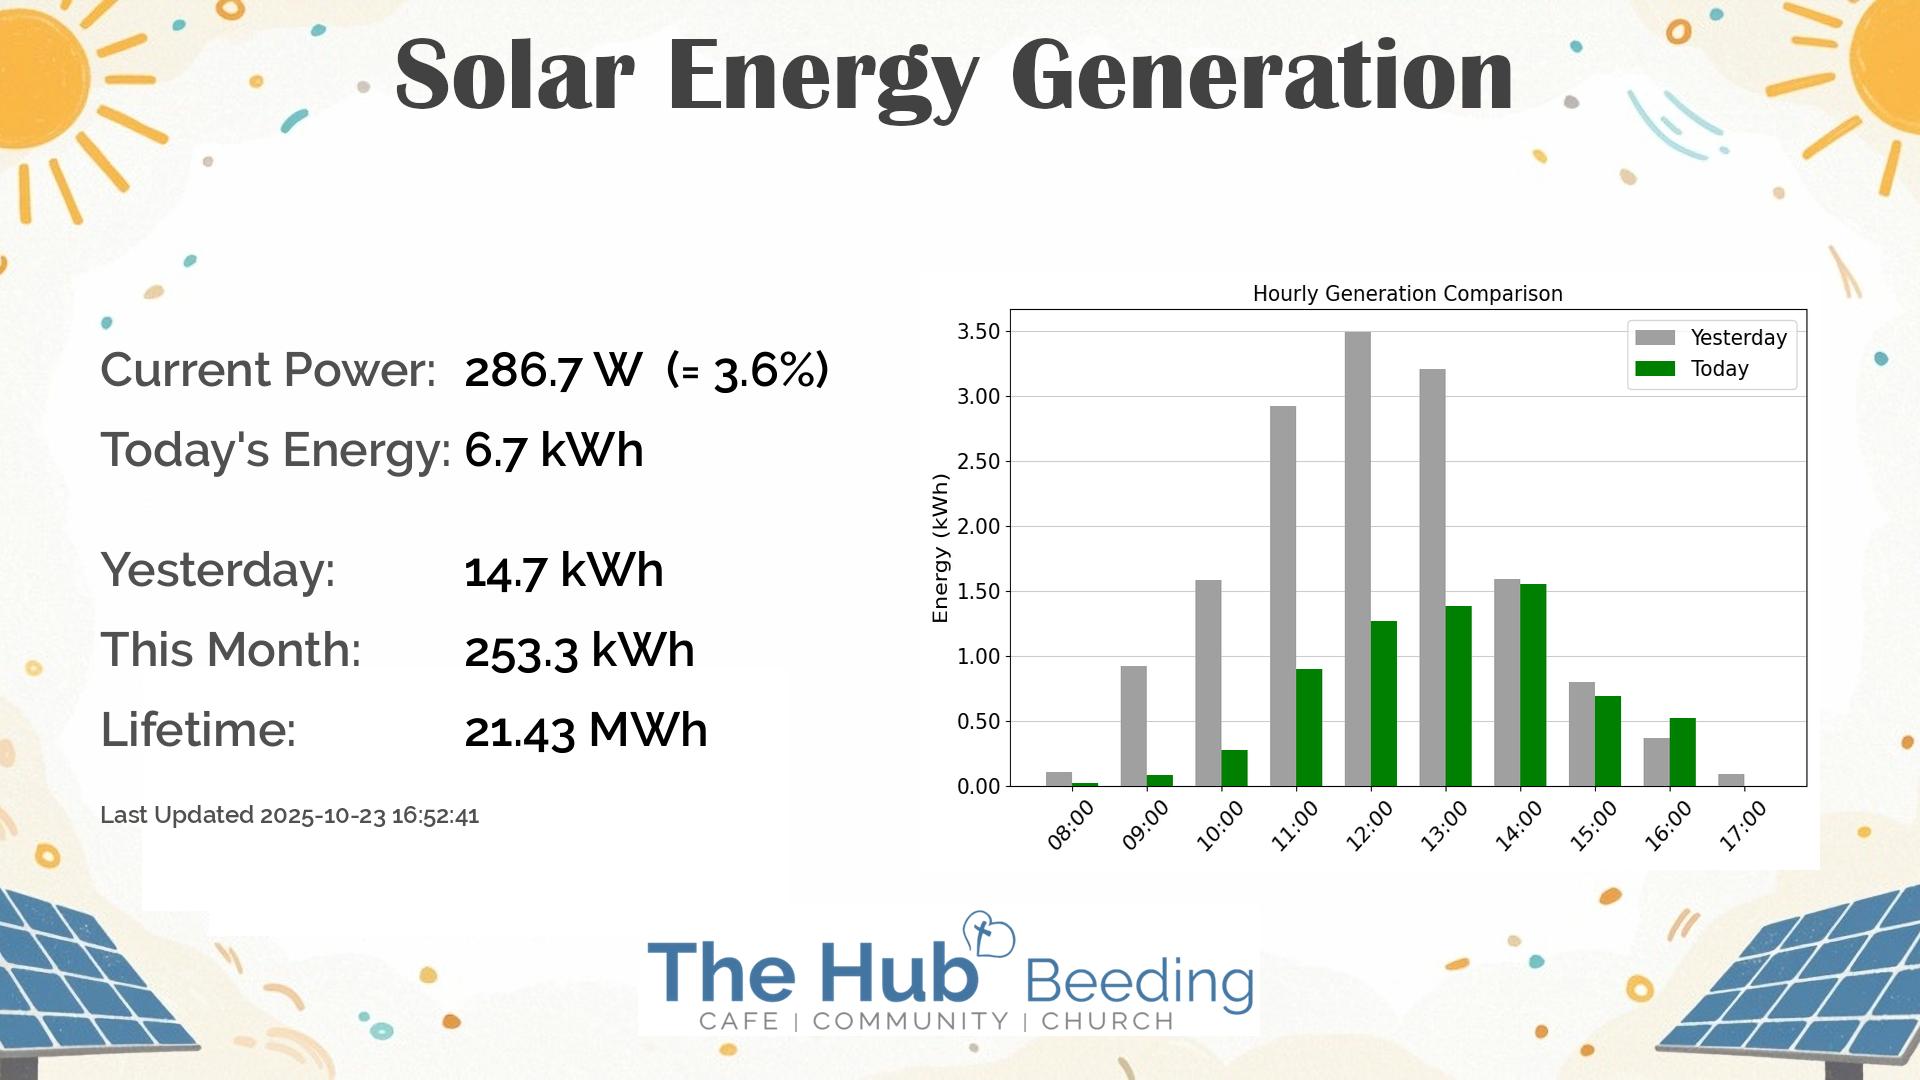 Solar Energy Generation
Current Power: 286.7 W (= 3.6%)
Today's Energy: 6.7 kWh
Yesterday: 14.7 kWh
This Month: 253.3 kWh
Lifetime: 21.43 MWh
Last Updated 2025-10-23 16:52:41
Hourly Generation Comparison
Yesterday
Today
Energy (kWh)
3.50
3.00
2.50
2.00
1.50
1.00
0.50
0.00
08:00 09:00 10:00 11:00 12:00 13:00 14:00 15:00 16:00 17:00
The Hub Beeding
CAFE | COMMUNITY | CHURCH